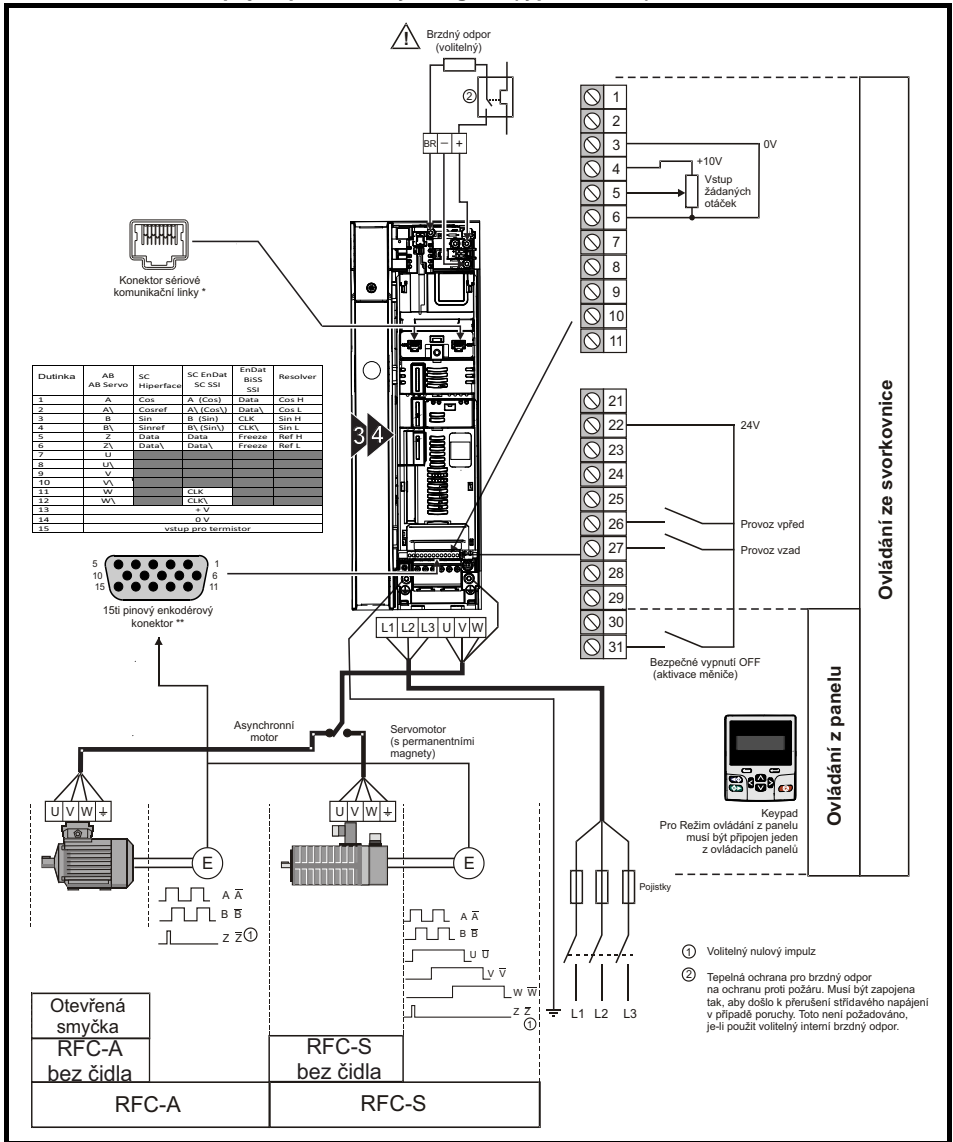 Brzdný odpor
(volitelný)
2
BR − +
1
2
3
4
5
6
7
8
9
10
11
0V
+10V
Vstup
žádaných
otáček
Konektor sériové
komunikační linky *
Dutinka AB AB Servo SC Hiperface SC EnDat SC SSI EnDat BiSS SSI Resolver
1 A Cos A (Cos) Data Cos H
2 A\ Cosref A\ (Cos\) Data\ Cos L
3 B Sin B (Sin) CLK Sin H
4 B\ Sinref B\ (Sin\) CLK\ Sin L
5 Z Data Data Freeze Ref H
6 Z\ Data\ Data\ Freeze Ref L
7 U
8 U\
9 V
10 V\
11 W CLK
12 W\ CLK\
13 + V
14 0 V
15 vstup pro termistor
3 4
21
22
23
24
25
26
27
28
29
30
31
24V
Provoz vpřed
Provoz vzad
Bezpečné vypnutí OFF
(aktivace měniče)
Ovládání ze svorkovnice
Ovládání z panelu
5 1
10 6
15 11
15ti pinový enkodérový
konektor **
L1 L2 L3 U V W
Asynchronní
motor
Servomotor
(s permanentními
magnety)
Keypad
Pro Režim ovládání z panelu
musí být připojen jeden
z ovládacích panelů
U V W
U V W
E
E
A A̅
B B̅
Z Z̅ 1
A A̅
B B̅
U U̅
V V̅
W W̅
Z Z̅
1
Pojistky
L1 L2 L3
1 Volitelný nulový impulz
2 Tepelná ochrana pro brzdný odpor
na ochranu proti požáru. Musí být zapojena
tak, aby došlo k přerušení střídavého napájení
v případě poruchy. Toto není požadováno,
je-li použit volitelný interní brzdný odpor.
Otevřená
smyčka
RFC-A
bez čidla
RFC-S
bez čidla
RFC-A
RFC-S